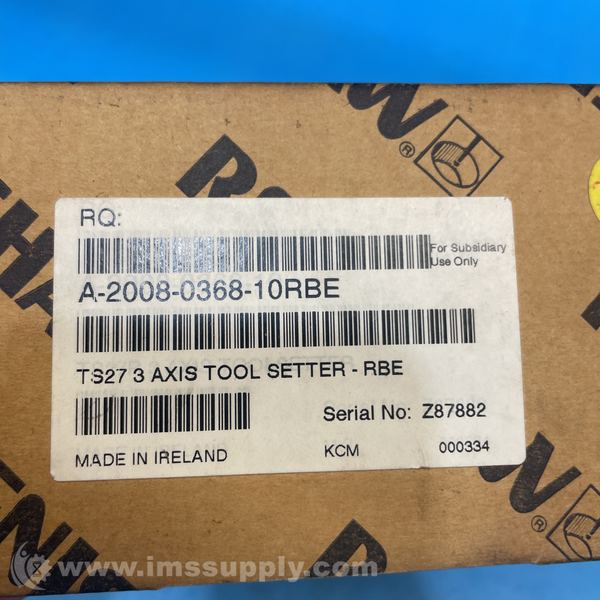 RQ:
For Subsidiary
Use Only
A-2008-0368-10RBE
TS27 3 AXIS TOOL SETTER - RBE
Serial No: Z87882
MADE IN IRELAND
KCM
000334
www.imssupply.com